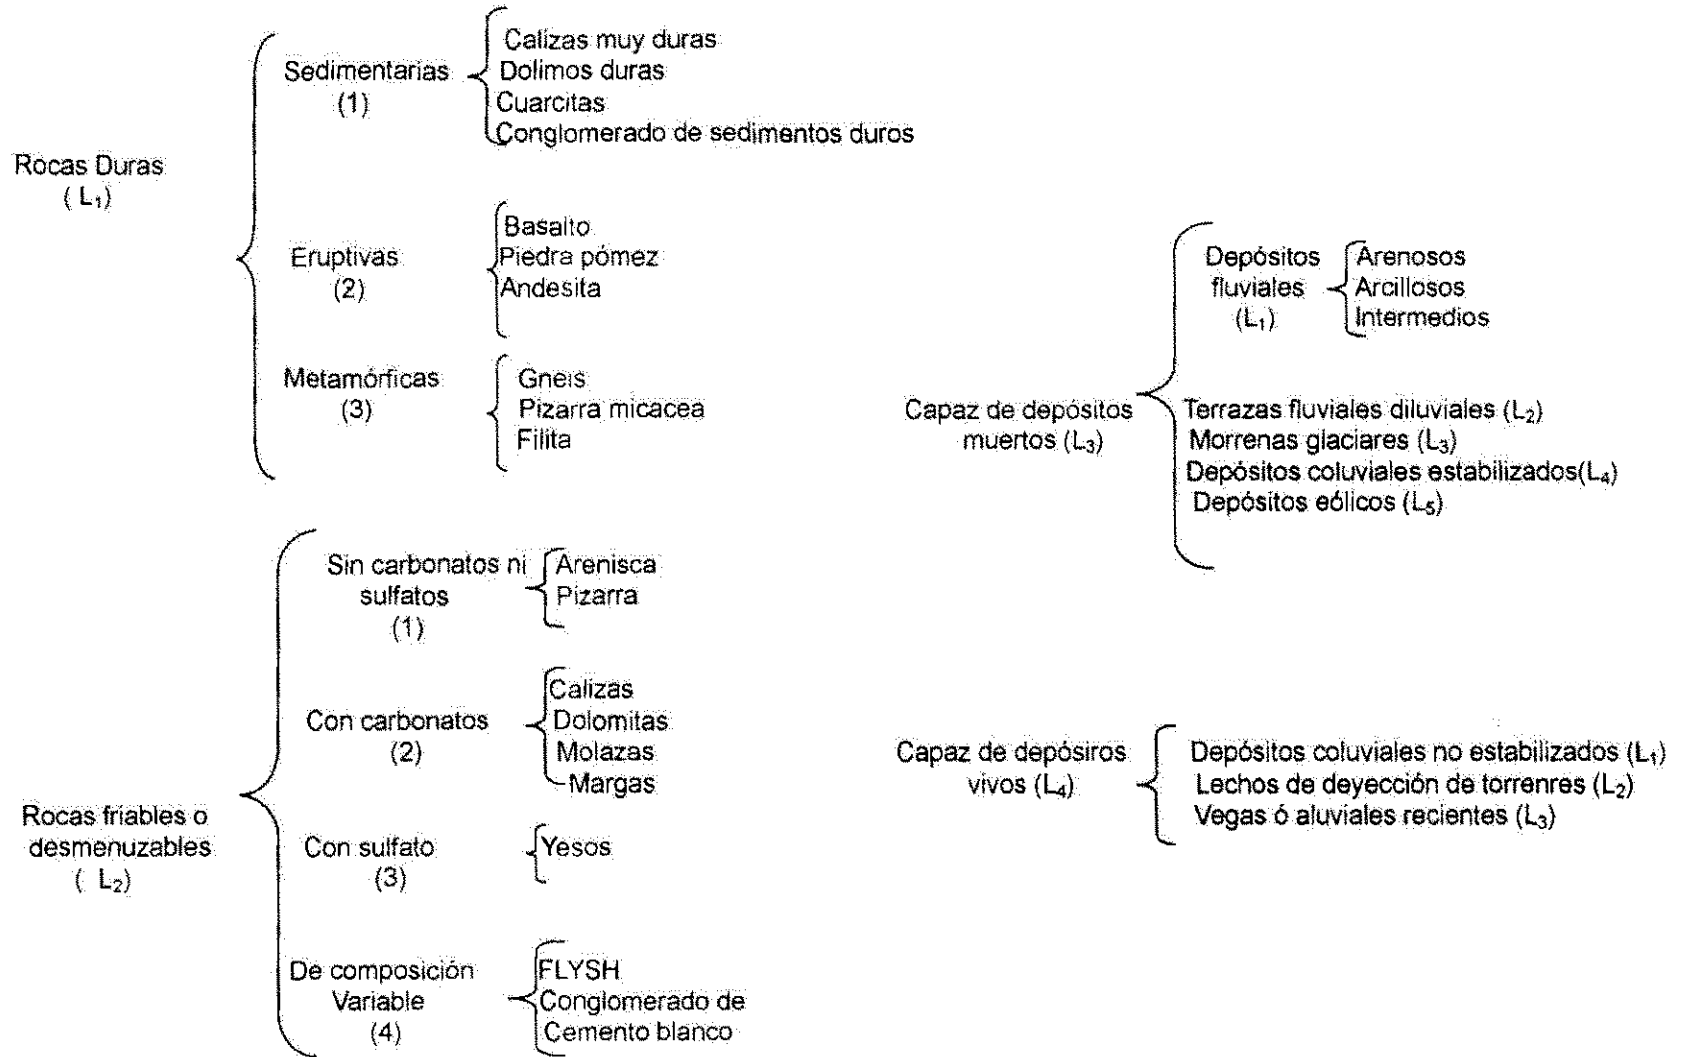 Rocas Duras
( L₁)
Sedimentarias
(1)
Calizas muy duras
Dolimos duras
Cuarcitas
Conglomerado de sedimentos duros
Eruptivas
(2)
Basalto
Piedra pómez
Andesita
Metamórficas
(3)
Gneis
Pizarra micacea
Filita
Rocas friables o
desmenuzables
( L₂)
Sin carbonatos ni
sulfatos
(1)
Arenisca
Pizarra
Con carbonatos
(2)
Calizas
Dolomitas
Molazas
Margas
Con sulfato
(3)
Yesos
De composición
Variable
(4)
FLYSH
Conglomerado de
Cemento blanco
Capaz de depósitos
muertos (L₃)
Depósitos
fluviales
(L₁)
Arenosos
Arcillosos
Intermedios
Terrazas fluviales diluviales (L₂)
Morrenas glaciares (L₃)
Depósitos coluviales estabilizados(L₄)
Depósitos eólicos (L₅)
Capaz de depósiros
vivos (L₄)
Depósitos coluviales no estabilizados (L₁)
Lechos de deyección de torrenres (L₂)
Vegas ó aluviales recientes (L₃)